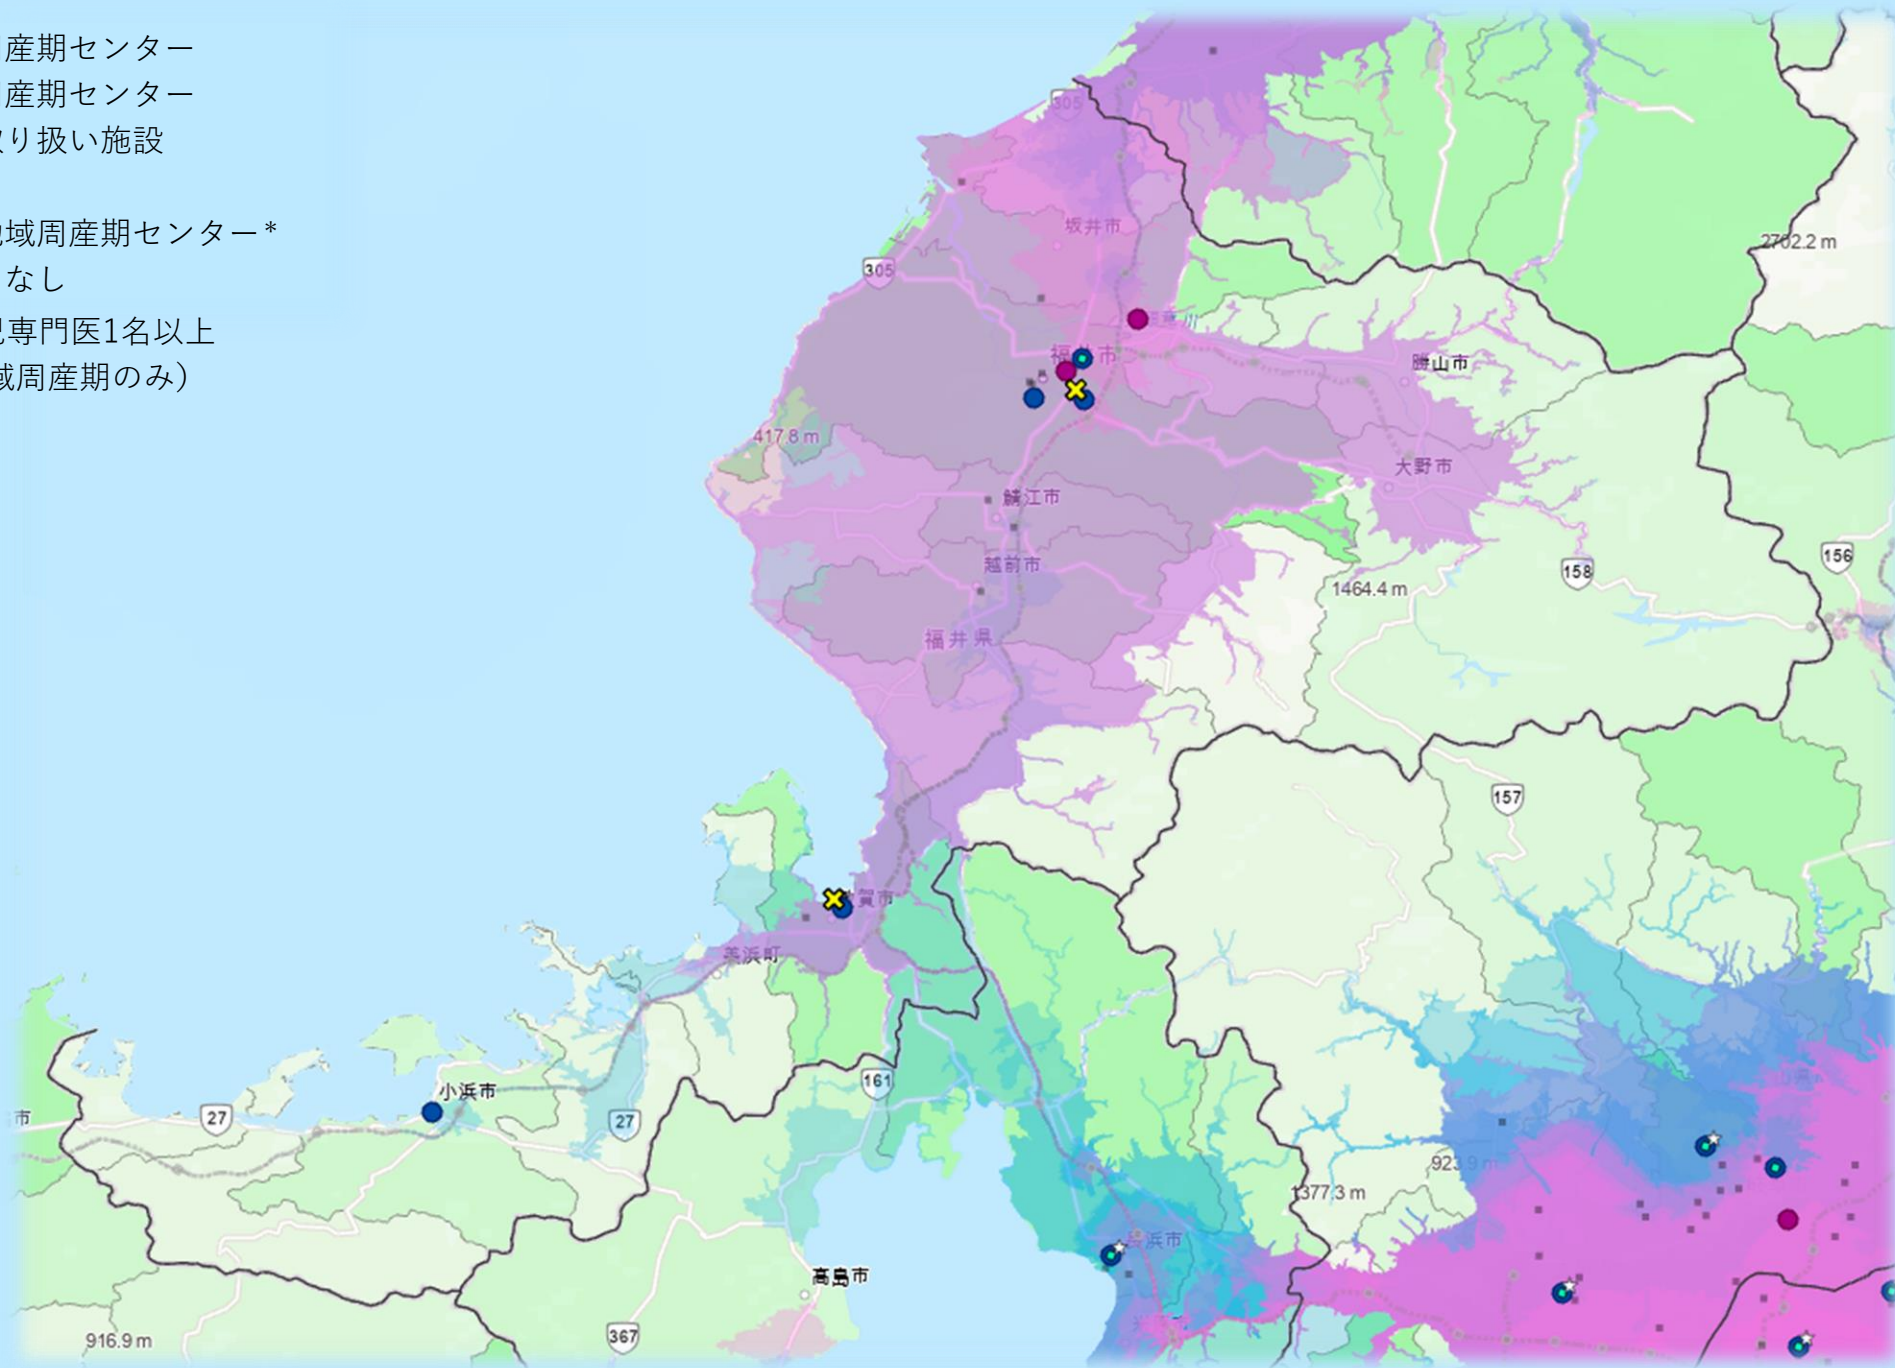 産期センター
産期センター
り扱い施設
域周産期センター*
なし
専門医1名以上
域周産期のみ）
305
2702.2 m
坂井市
305
福井市
勝山市
417.8 m
大野市
鯖江市
156
越前市
158
1464.4 m
福井県
157
賀市
美浜町
161
小浜市
市
27
27
923.9 m
1377.3 m
長浜市
高島市
916.9 m
367